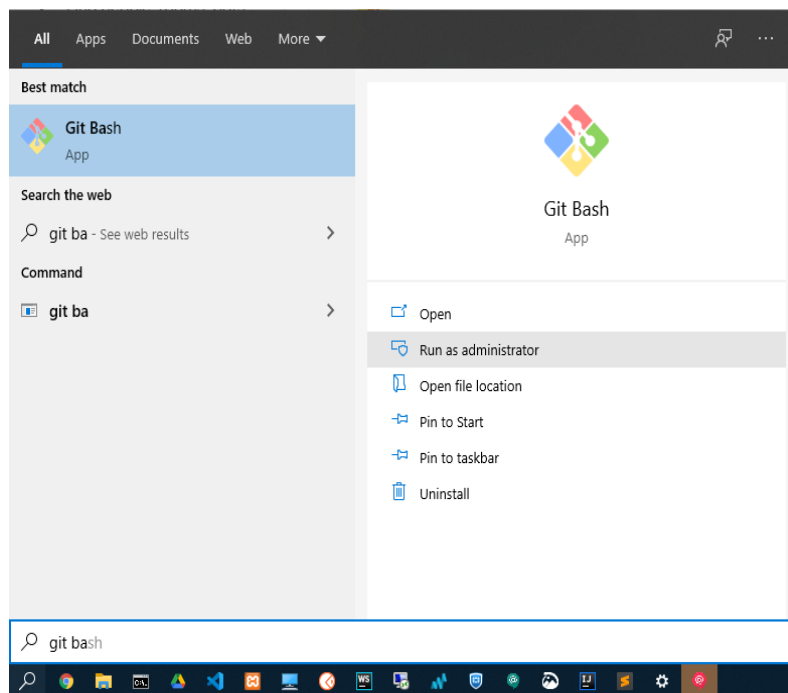 All Apps Documents Web More
Best match
Git Bash
App
Search the web
git ba - See web results
Command
git ba
Git Bash
App
Open
Run as administrator
Open file location
Pin to Start
Pin to taskbar
Uninstall
git bash
C:\.
WS
IJ